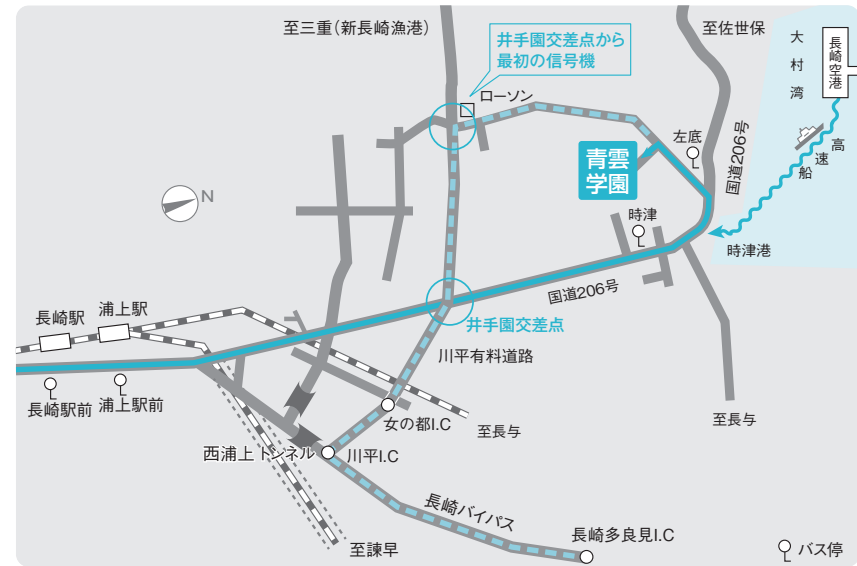 至三重(新長崎漁港)
井手園交差点から
最初の信号機
ローソン
至佐世保
大村湾
長崎空港
高速船
左底
国道206号
青雲
学園
時津
時津港
N
国道206号
井手園交差点
長崎駅
浦上駅
川平有料道路
長崎駅前
浦上駅前
女の都I.C
至長与
至長与
西浦上トンネル
川平I.C
長崎バイパス
至諫早
長崎多良見I.C
バス停